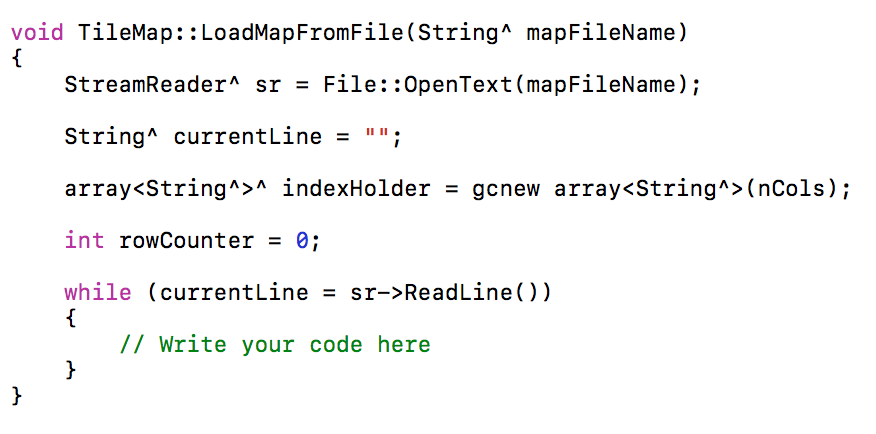 void TileMap::LoadMapFromFile(String^ mapFileName)
{
    StreamReader^ sr = File::OpenText(mapFileName);
    String^ currentLine = "";
    array<String^>^ indexHolder = gcnew array<String^>(nCols);
    int rowCounter = 0;
    while (currentLine = sr->ReadLine())
    {
        // Write your code here
    }
}